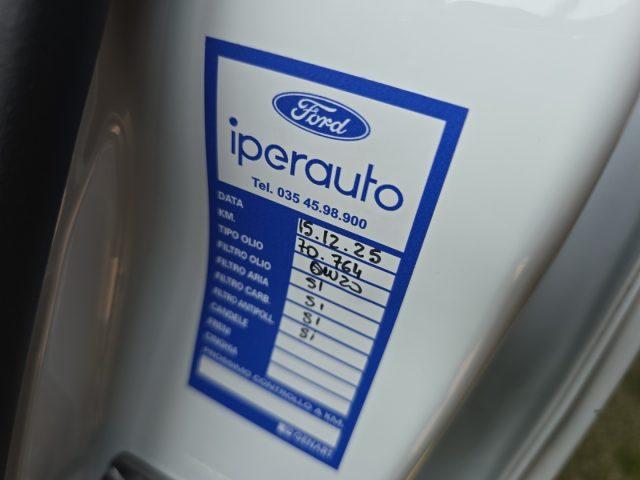 Ford
iperauto
Tel. 035 45.98.900
DATA 15.12.25
KM. 70.764
TIPO OLIO 0W20
FILTRO OLIO SI
FILTRO ARIA SI
FILTRO CARB. SI
FILTRO ANTIPOLL. SI
CANDELE
FRENI
CINGHIA
PROSSIMO CONTROLLO A KM.